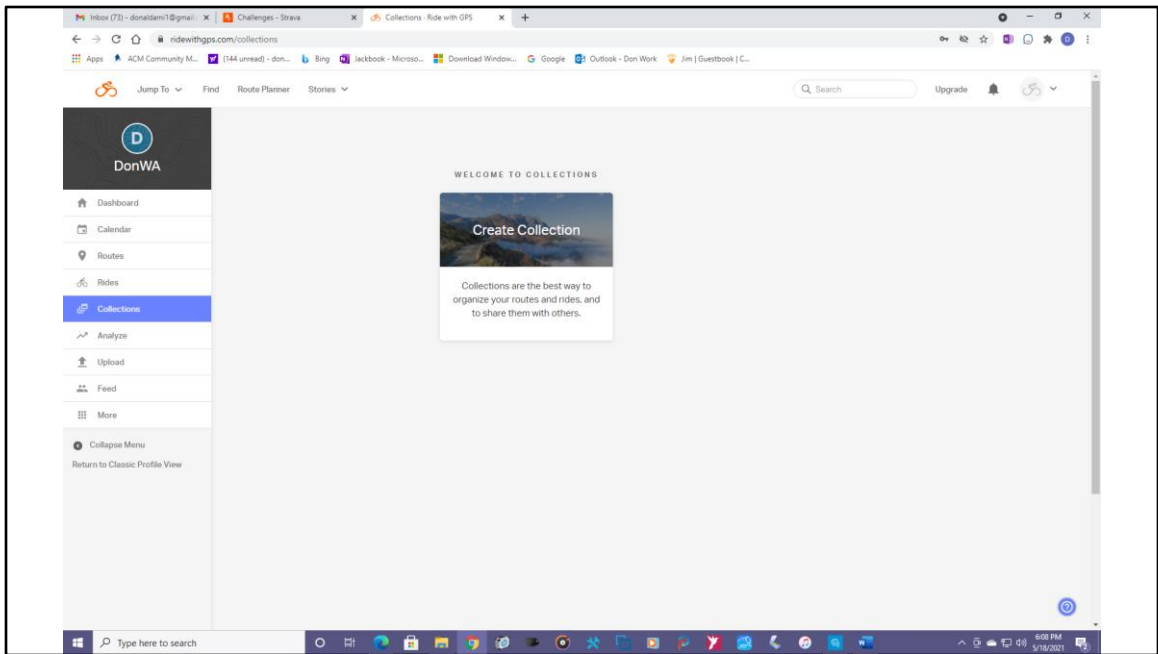 Inbox (73) - donaldami1@gmail.
Challenges - Strava
Collections - Ride with GPS
ridewithgps.com/collections
Apps
ACM Community M...
(144 unread) - don...
Bing
Jackbook - Microso...
Download Window...
Google
Outlook - Don Work
Jim | Guestbook | C...
Jump To
Find
Route Planner
Stories
Search
Upgrade
D
DonWA
Dashboard
Calendar
Routes
Rides
Collections
Analyze
Upload
Feed
More
Collapse Menu
Return to Classic Profile View
WELCOME TO COLLECTIONS
Create Collection
Collections are the best way to
organize your routes and rides, and
to share them with others.
Type here to search
6:08 PM
5/18/2021